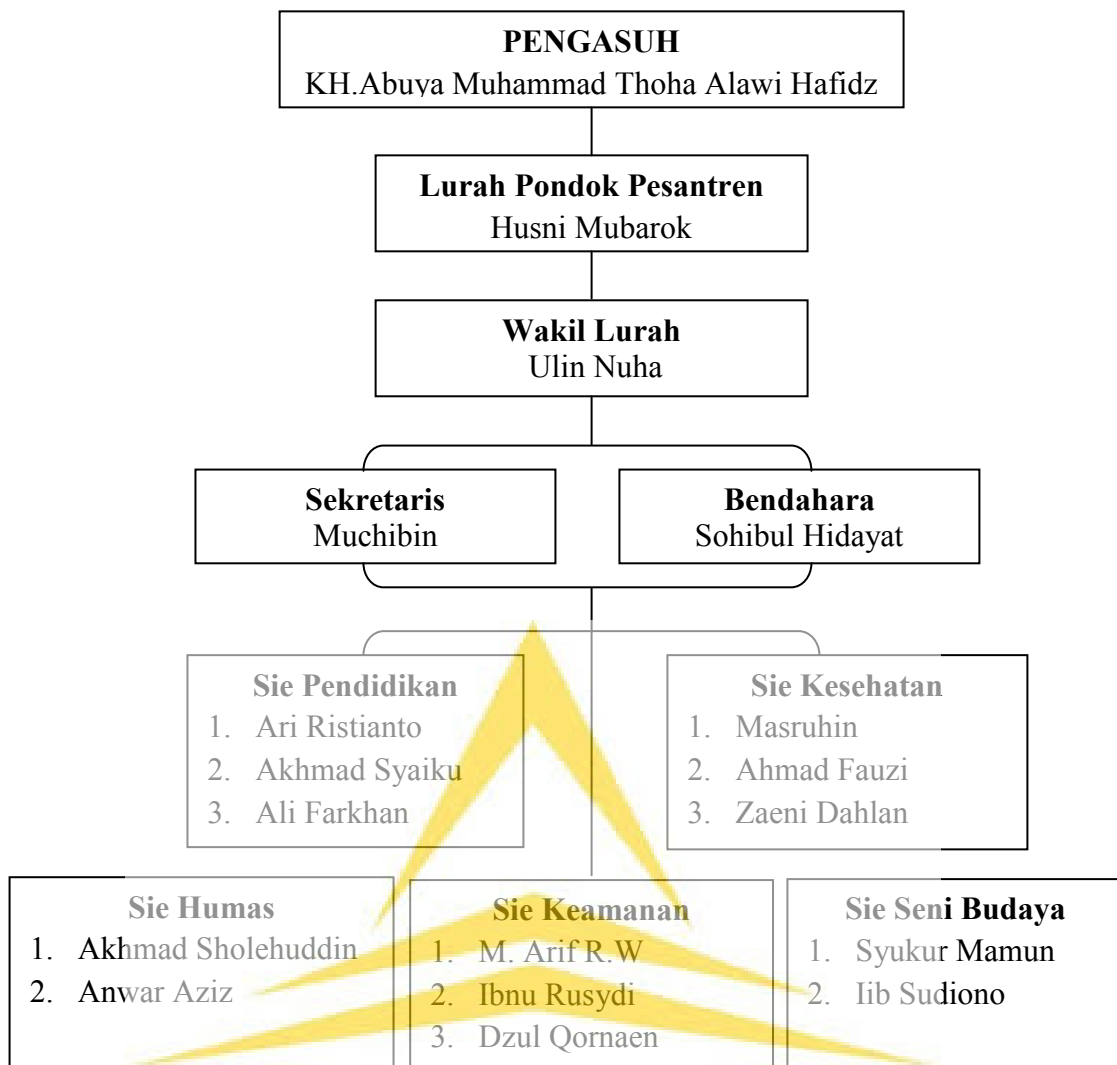 PENGASUH
KH.Abuya Muhammad Thoha Alawi Hafidz
Lurah Pondok Pesantren
Husni Mubarok
Wakil Lurah
Ulin Nuha
Sekretaris
Muchibin
Bendahara
Sohibul Hidayat
Sie Pendidikan
1. Ari Ristianto
2. Akhmad Syaiku
3. Ali Farkhan
Sie Kesehatan
1. Masruhin
2. Ahmad Fauzi
3. Zaeni Dahlan
Sie Humas
1. Akhmad Sholehuddin
2. Anwar Aziz
Sie Keamanan
1. M. Arif R.W
2. Ibnu Rusydi
3. Dzul Qornaen
Sie Seni Budaya
1. Syukur Mamun
2. Iib Sudiono